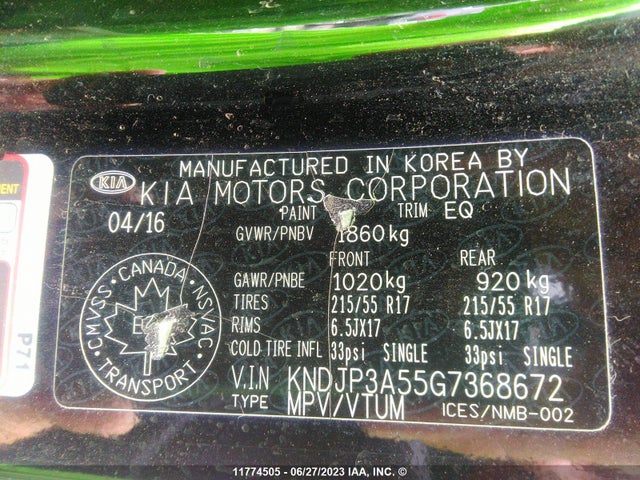 MANUFACTURED IN KOREA BY
KIA KIA MOTORS CORPORATION
04/16 PAINT TRIM EQ
GVWR/PNBV 1860kg
FRONT REAR
GAWR/PNBE 1020kg 920kg
TIRES 215/55 R17 215/55 R17
RIMS 6.5JX17 6.5JX17
COLD TIRE INFL 33psi SINGLE 33psi SINGLE
V.I.N KNDJP3A55G7368672
TYPE MPV/VTUM ICES/NMB-002
CMVSS · CANADA · NSVAC · TRANSPORT ·
P71
11774505 - 06/27/2023 IAA, INC. ©